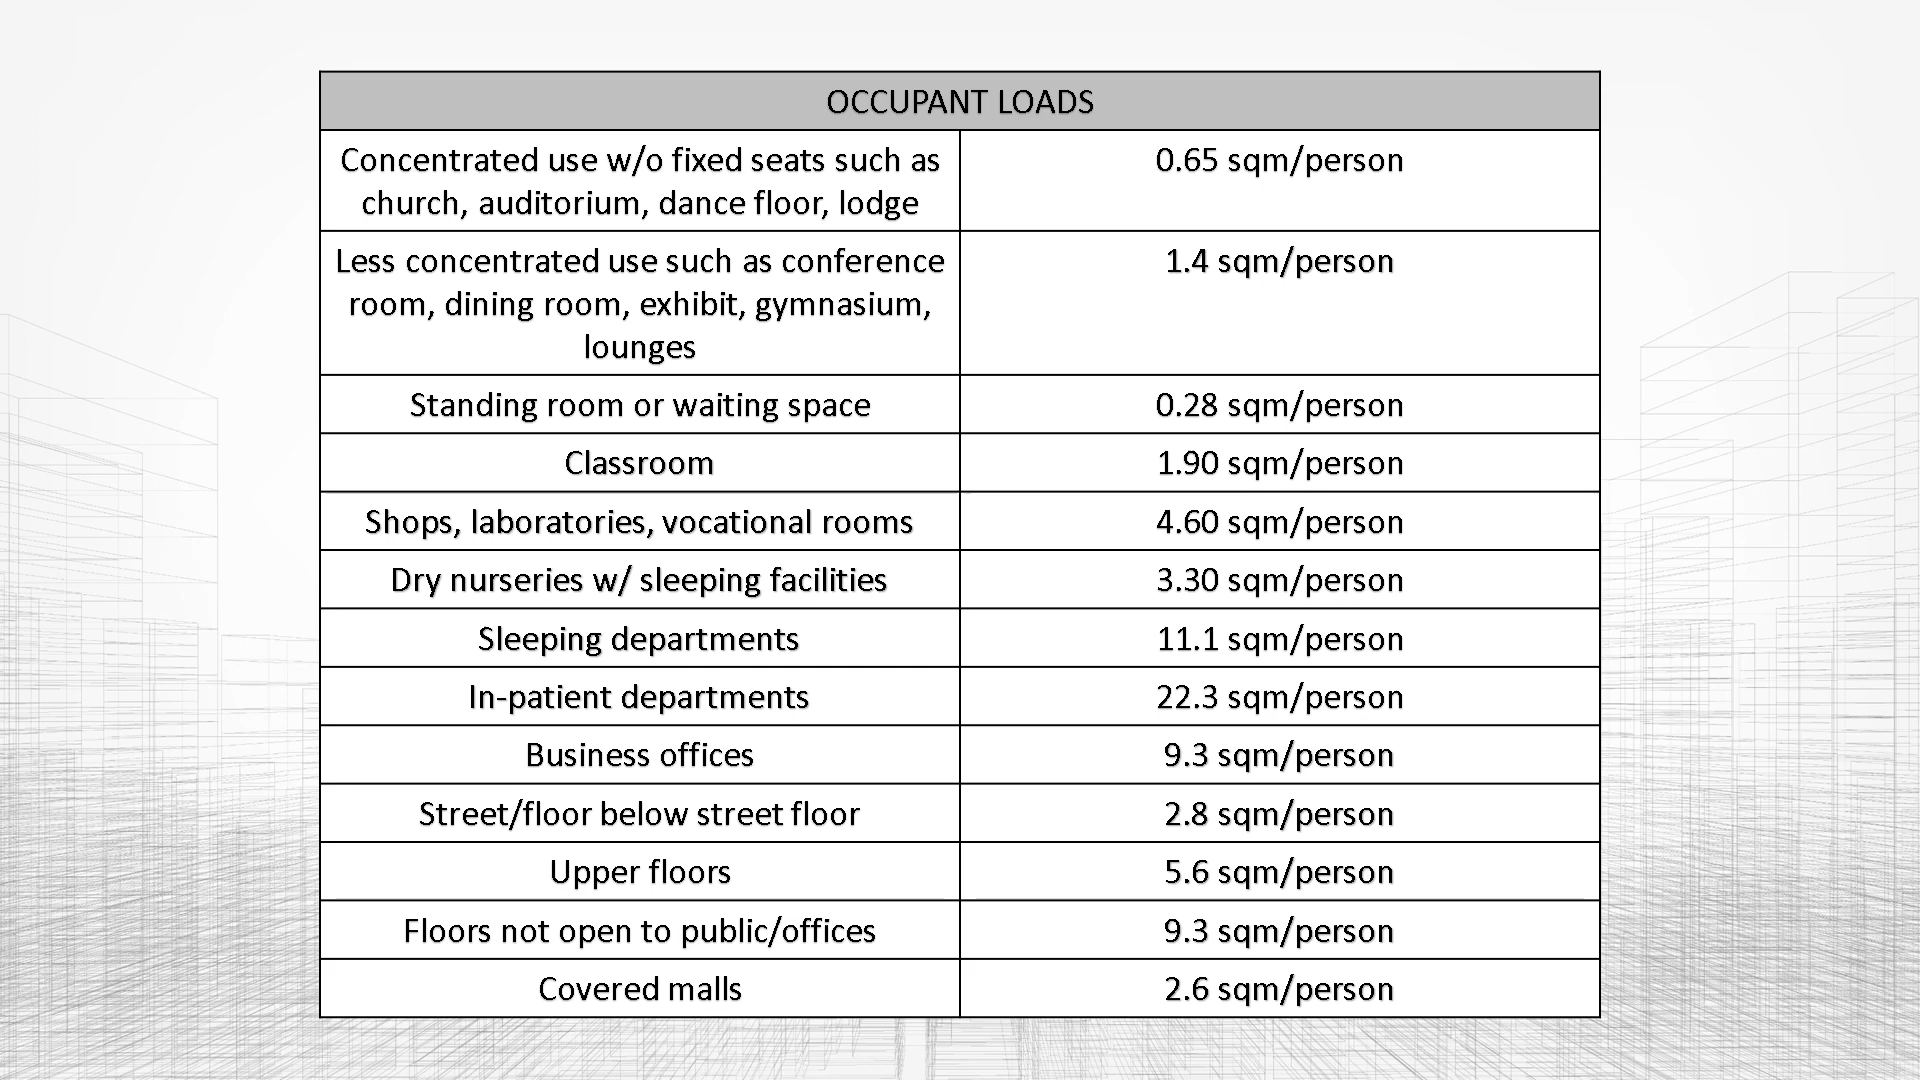 OCCUPANT LOADS
Concentrated use w/o fixed seats such as
church, auditorium, dance floor, lodge
0.65 sqm/person
Less concentrated use such as conference
room, dining room, exhibit, gymnasium,
lounges
1.4 sqm/person
Standing room or waiting space
0.28 sqm/person
Classroom
1.90 sqm/person
Shops, laboratories, vocational rooms
4.60 sqm/person
Dry nurseries w/ sleeping facilities
3.30 sqm/person
Sleeping departments
11.1 sqm/person
In-patient departments
22.3 sqm/person
Business offices
9.3 sqm/person
Street/floor below street floor
2.8 sqm/person
Upper floors
5.6 sqm/person
Floors not open to public/offices
9.3 sqm/person
Covered malls
2.6 sqm/person